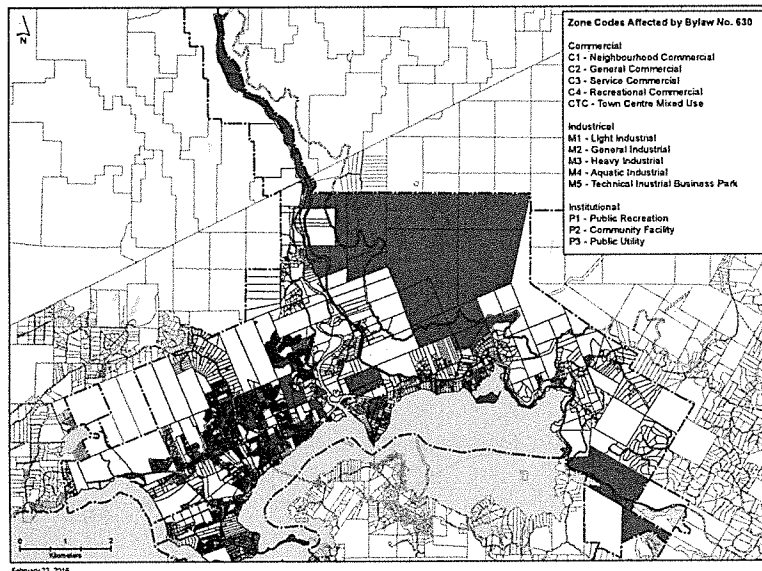 N
Zone Codes Affected by Bylaw No. 630
Commercial
C1 - Neighbourhood Commercial
C2 - General Commercial
C3 - Service Commercial
C4 - Recreational Commercial
CTC - Town Centre Mixed Use
Industrical
M1 - Light Industrial
M2 - General Industrial
M3 - Heavy Industrial
M4 - Aquatic Industrial
M5 - Technical Inustrial Business Park
Institutional
P1 - Public Recreation
P2 - Community Facility
P3 - Public Utility
0 1 2
Kilometers